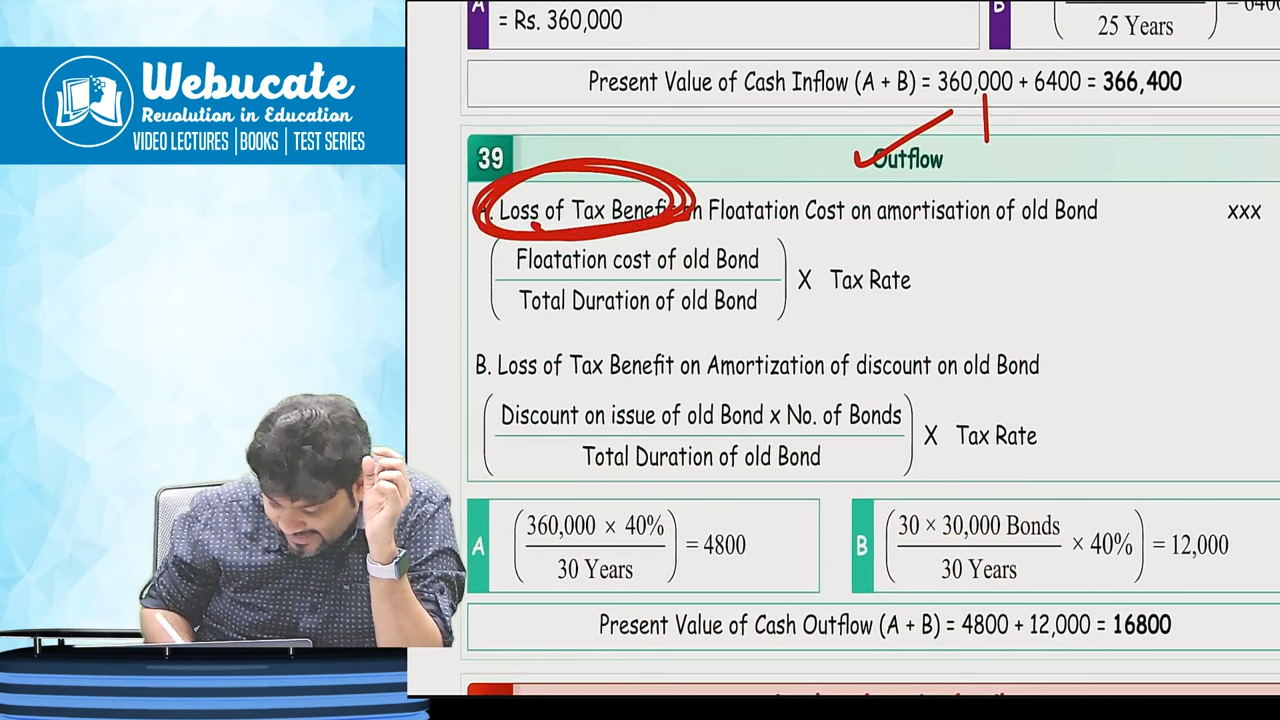 Webucate
Revolution in Education
VIDEO LECTURES | BOOKS | TEST SERIES
A
= Rs. 360,000
B
25 Years
Present Value of Cash Inflow (A + B) = 360,000 + 6400 = 366,400
39
Outflow
Loss of Tax Benefit on Floatation Cost on amortisation of old Bond xxx
Floatation cost of old Bond
Total Duration of old Bond
X Tax Rate
B. Loss of Tax Benefit on Amortization of discount on old Bond
Discount on issue of old Bond x No. of Bonds
Total Duration of old Bond
X Tax Rate
A
360,000 × 40%
30 Years
= 4800
B
30 × 30,000 Bonds
30 Years
× 40%
= 12,000
Present Value of Cash Outflow (A + B) = 4800 + 12,000 = 16800